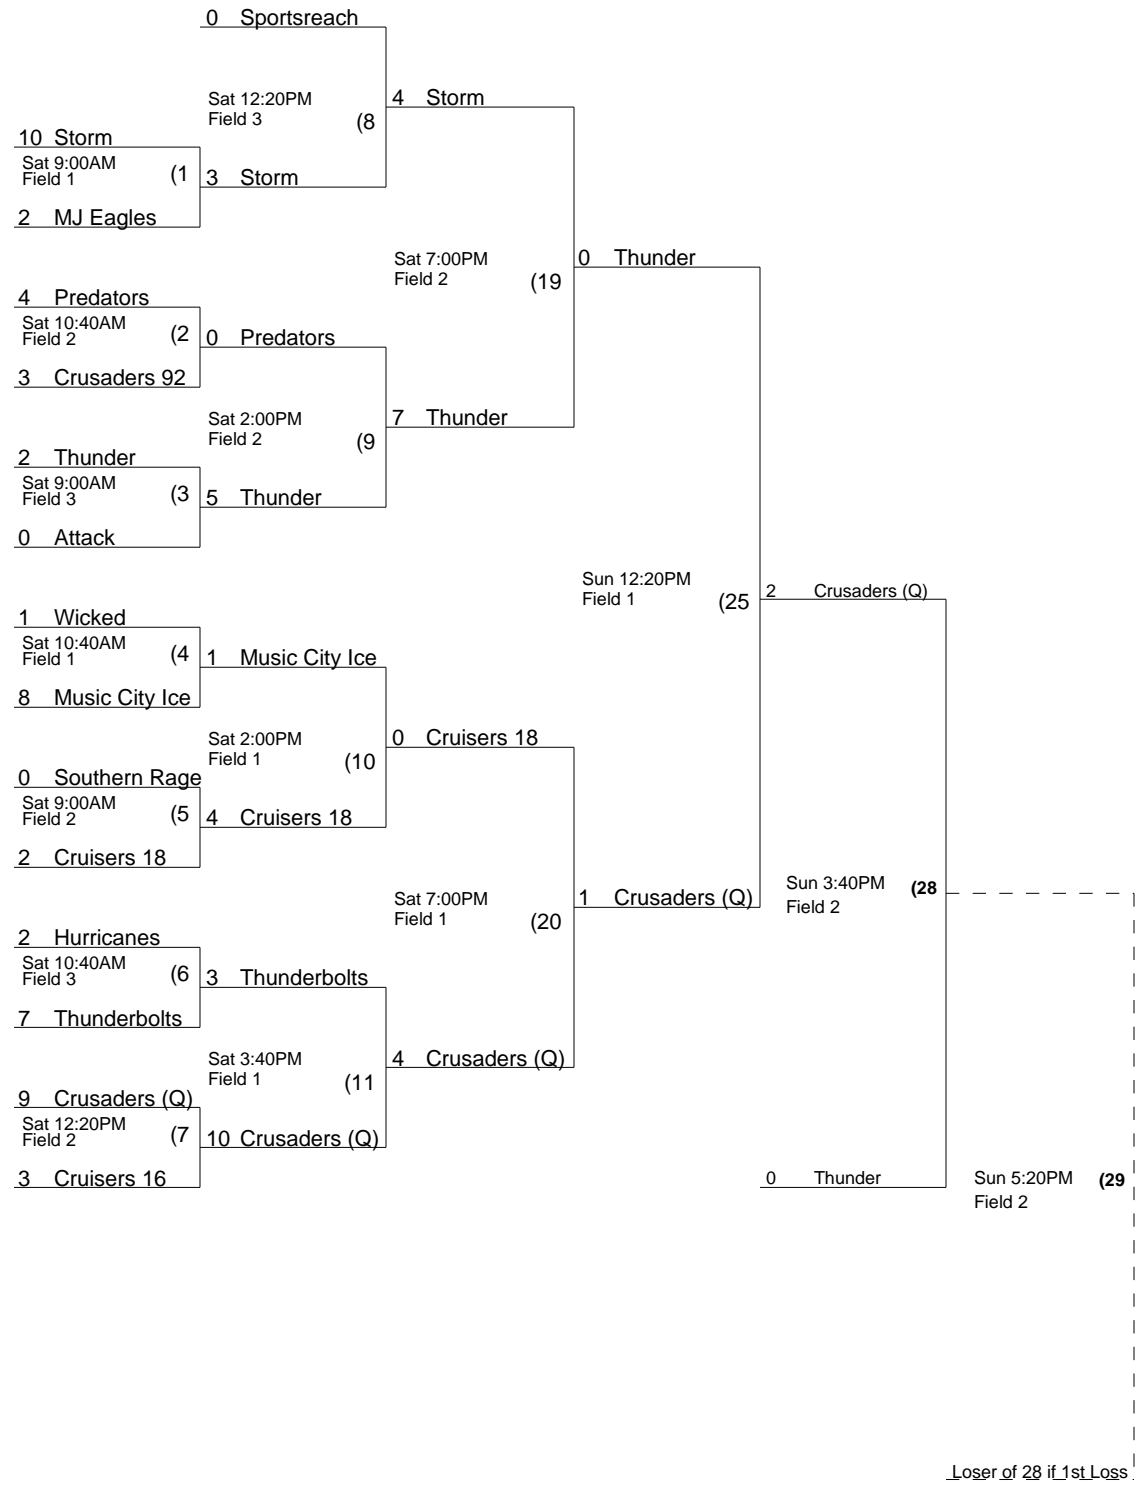 0 Sportsreach
Sat 12:20PM
Field 3
(8
4 Storm
10 Storm
Sat 9:00AM
Field 1
(1
3 Storm
2 MJ Eagles
Sat 7:00PM
Field 2
(19
0 Thunder
4 Predators
Sat 10:40AM
Field 2
(2
0 Predators
3 Crusaders 92
Sat 2:00PM
Field 2
(9
7 Thunder
2 Thunder
Sat 9:00AM
Field 3
(3
5 Thunder
0 Attack
Sun 12:20PM
Field 1
(25
2 Crusaders (Q)
1 Wicked
Sat 10:40AM
Field 1
(4
1 Music City Ice
8 Music City Ice
Sat 2:00PM
Field 1
(10
0 Cruisers 18
0 Southern Rage
Sat 9:00AM
Field 2
(5
4 Cruisers 18
2 Cruisers 18
Sat 7:00PM
Field 1
(20
1 Crusaders (Q)
Sun 3:40PM
Field 2
(28
2 Hurricanes
Sat 10:40AM
Field 3
(6
3 Thunderbolts
7 Thunderbolts
Sat 3:40PM
Field 1
(11
4 Crusaders (Q)
9 Crusaders (Q)
Sat 12:20PM
Field 2
(7
10 Crusaders (Q)
3 Cruisers 16
0 Thunder
Sun 5:20PM
Field 2
(29
Loser of 28 if 1st Loss